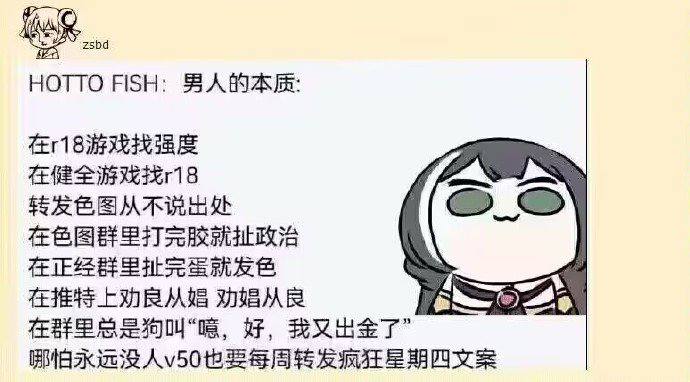 zsbd
HOTTO FISH：男人的本质:
在r18游戏找强度
在健全游戏找r18
转发色图从不说出处
在色图群里打完胶就扯政治
在正经群里扯完蛋就发色
在推特上劝良从娼 劝娼从良
在群里总是狗叫“噫，好，我又出金了”
哪怕永远没人v50也要每周转发疯狂星期四文案